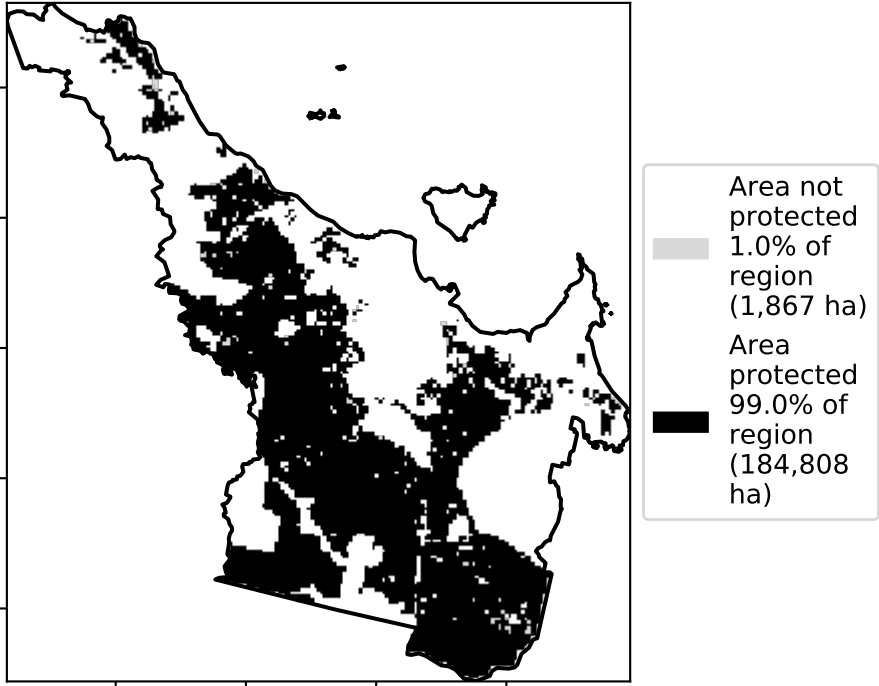 Area not
protected
1.0% of
region
(1,867 ha)
Area
protected
99.0% of
region
(184,808
ha)